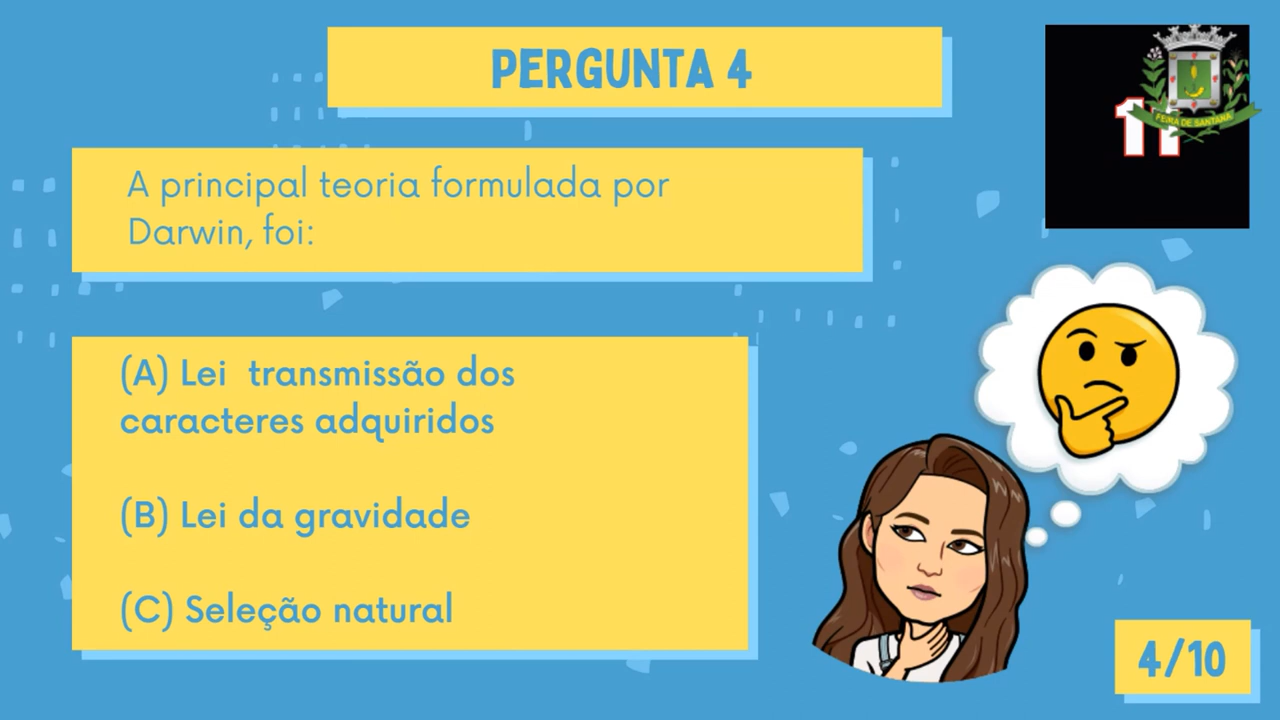 PERGUNTA 4
FEIRA DE SANTANA
A principal teoria formulada por
Darwin, foi:
(A) Lei  transmissão dos
caracteres adquiridos
(B) Lei da gravidade
(C) Seleção natural
4/10